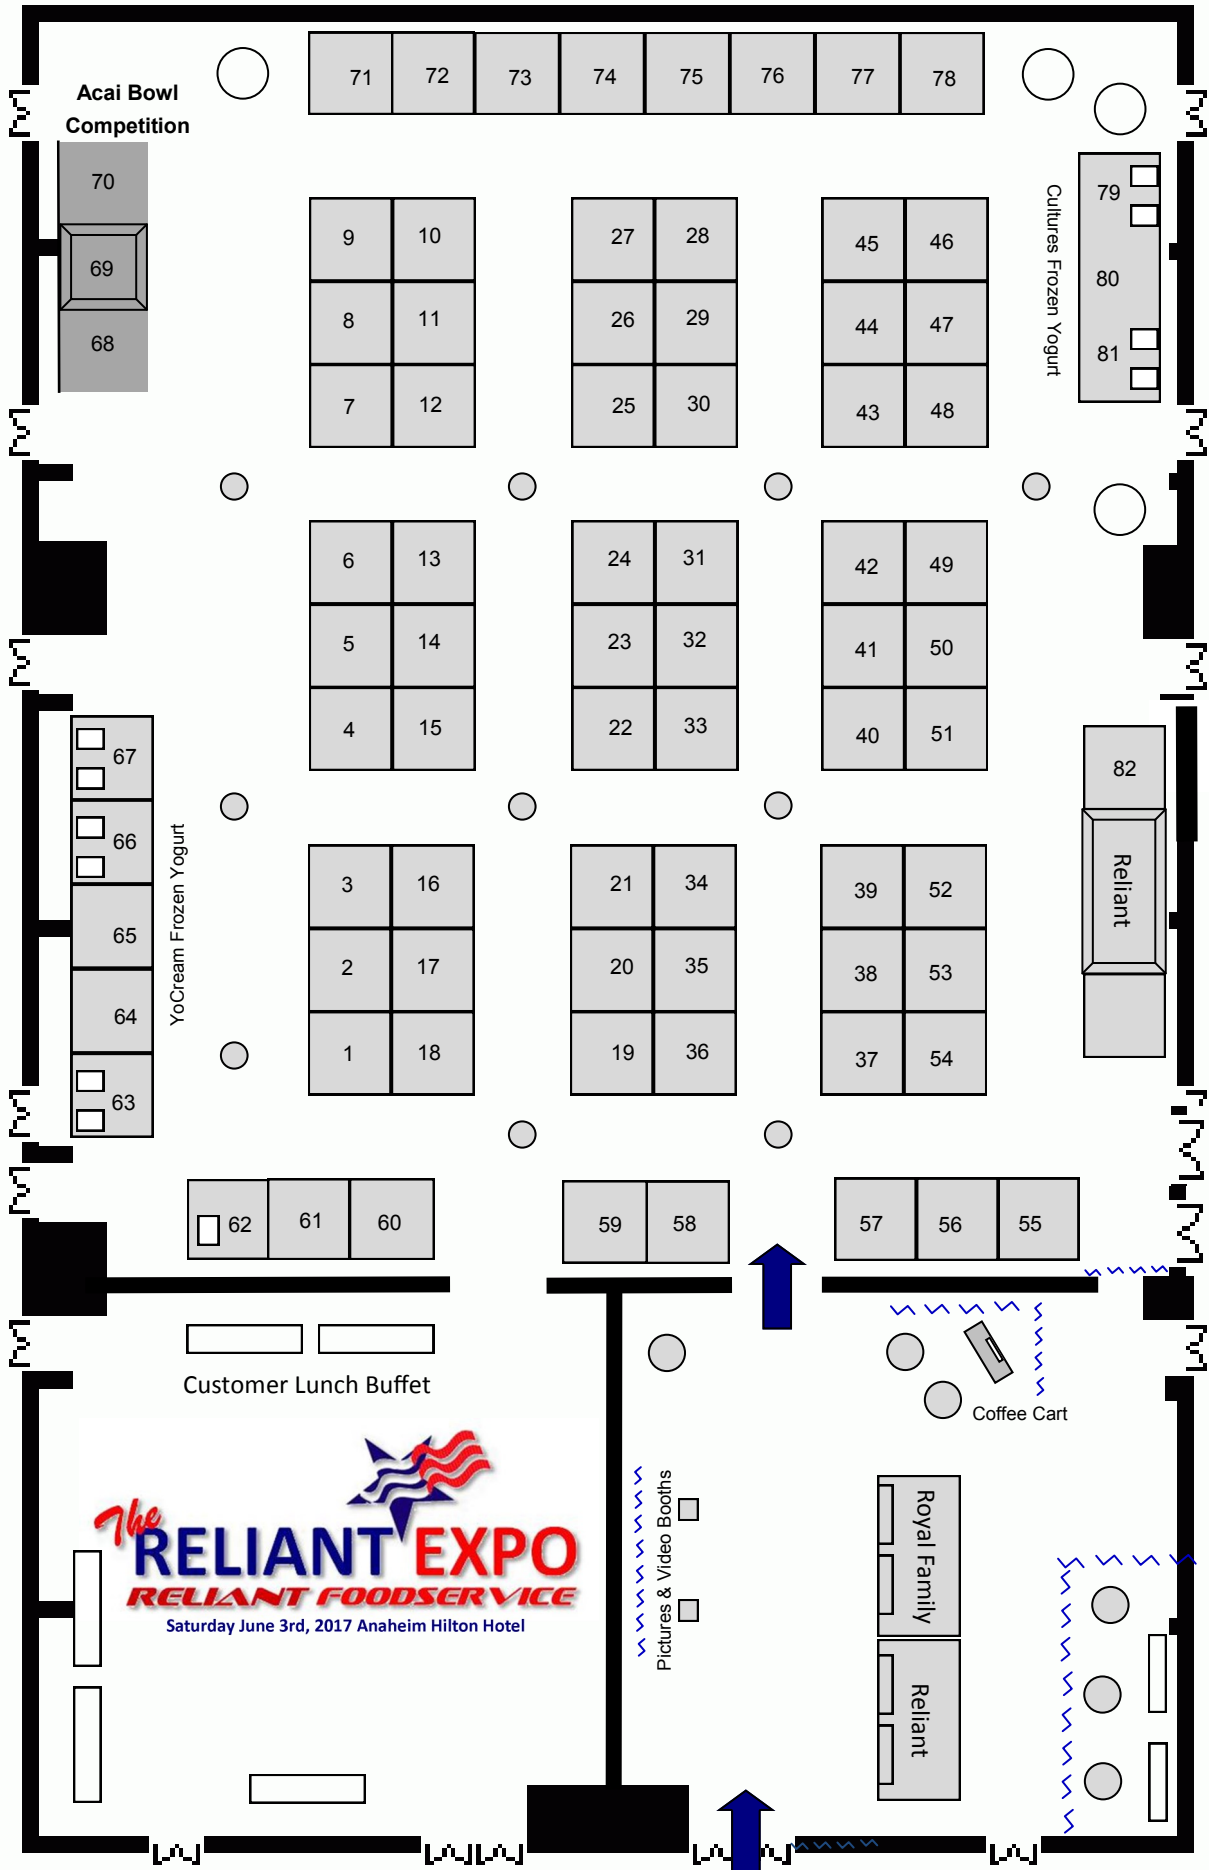 71 72 73 74 75 76 77 78
Acai Bowl
Competition
70
69
68
9 10
8 11
7 12
27 28
26 29
25 30
45 46
44 47
43 48
Cultures Frozen Yogurt
79
80
81
6 13
5 14
4 15
24 31
23 32
22 33
42 49
41 50
40 51
67
66
65
64
63
YoCream Frozen Yogurt
3 16
2 17
1 18
21 34
20 35
19 36
39 52
38 53
37 54
82
Reliant
62 61 60
59 58
57 56 55
Customer Lunch Buffet
Coffee Cart
The
RELIANT EXPO
RELIANT FOODSERVICE
Saturday June 3rd, 2017 Anaheim Hilton Hotel
Pictures & Video Booths
Royal Family
Reliant